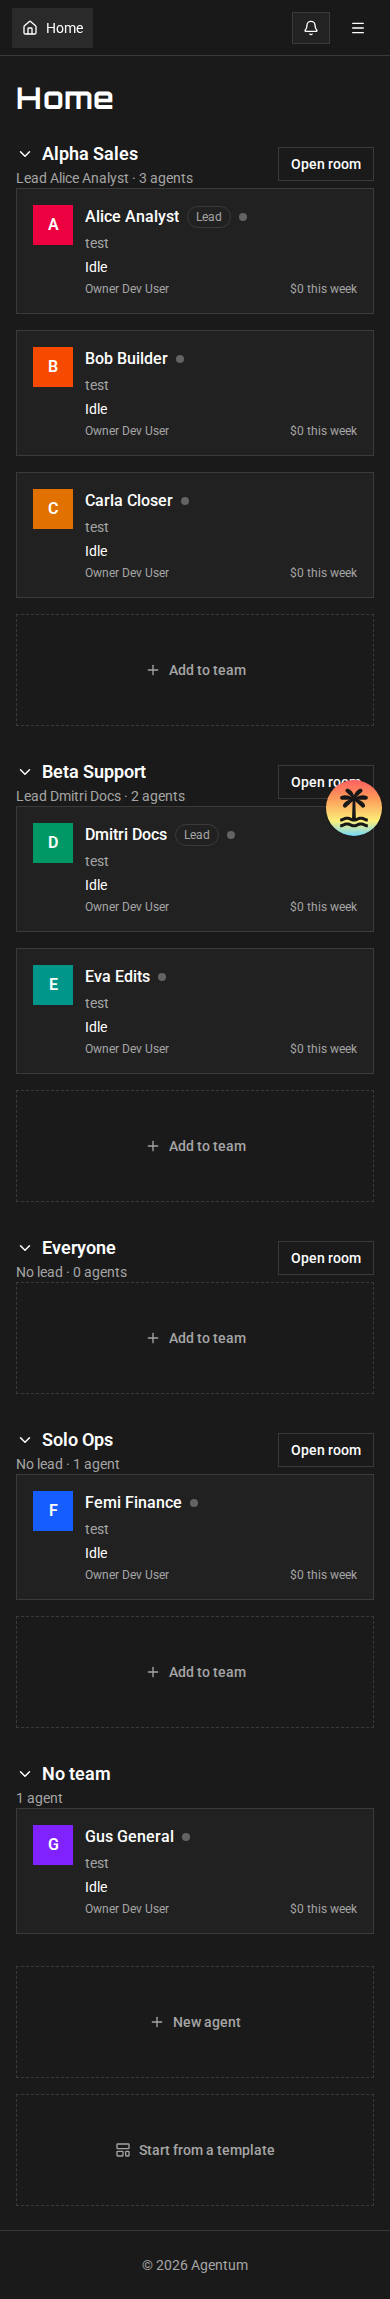 Home
Home
Alpha Sales
Lead Alice Analyst · 3 agents
Open room
A
Alice Analyst
Lead
test
Idle
Owner Dev User
$0 this week
B
Bob Builder
test
Idle
Owner Dev User
$0 this week
C
Carla Closer
test
Idle
Owner Dev User
$0 this week
Add to team
Beta Support
Lead Dmitri Docs · 2 agents
Open room
D
Dmitri Docs
Lead
test
Idle
Owner Dev User
$0 this week
E
Eva Edits
test
Idle
Owner Dev User
$0 this week
Add to team
Everyone
No lead · 0 agents
Open room
Add to team
Solo Ops
No lead · 1 agent
Open room
F
Femi Finance
test
Idle
Owner Dev User
$0 this week
Add to team
No team
1 agent
G
Gus General
test
Idle
Owner Dev User
$0 this week
New agent
Start from a template
© 2026 Agentum